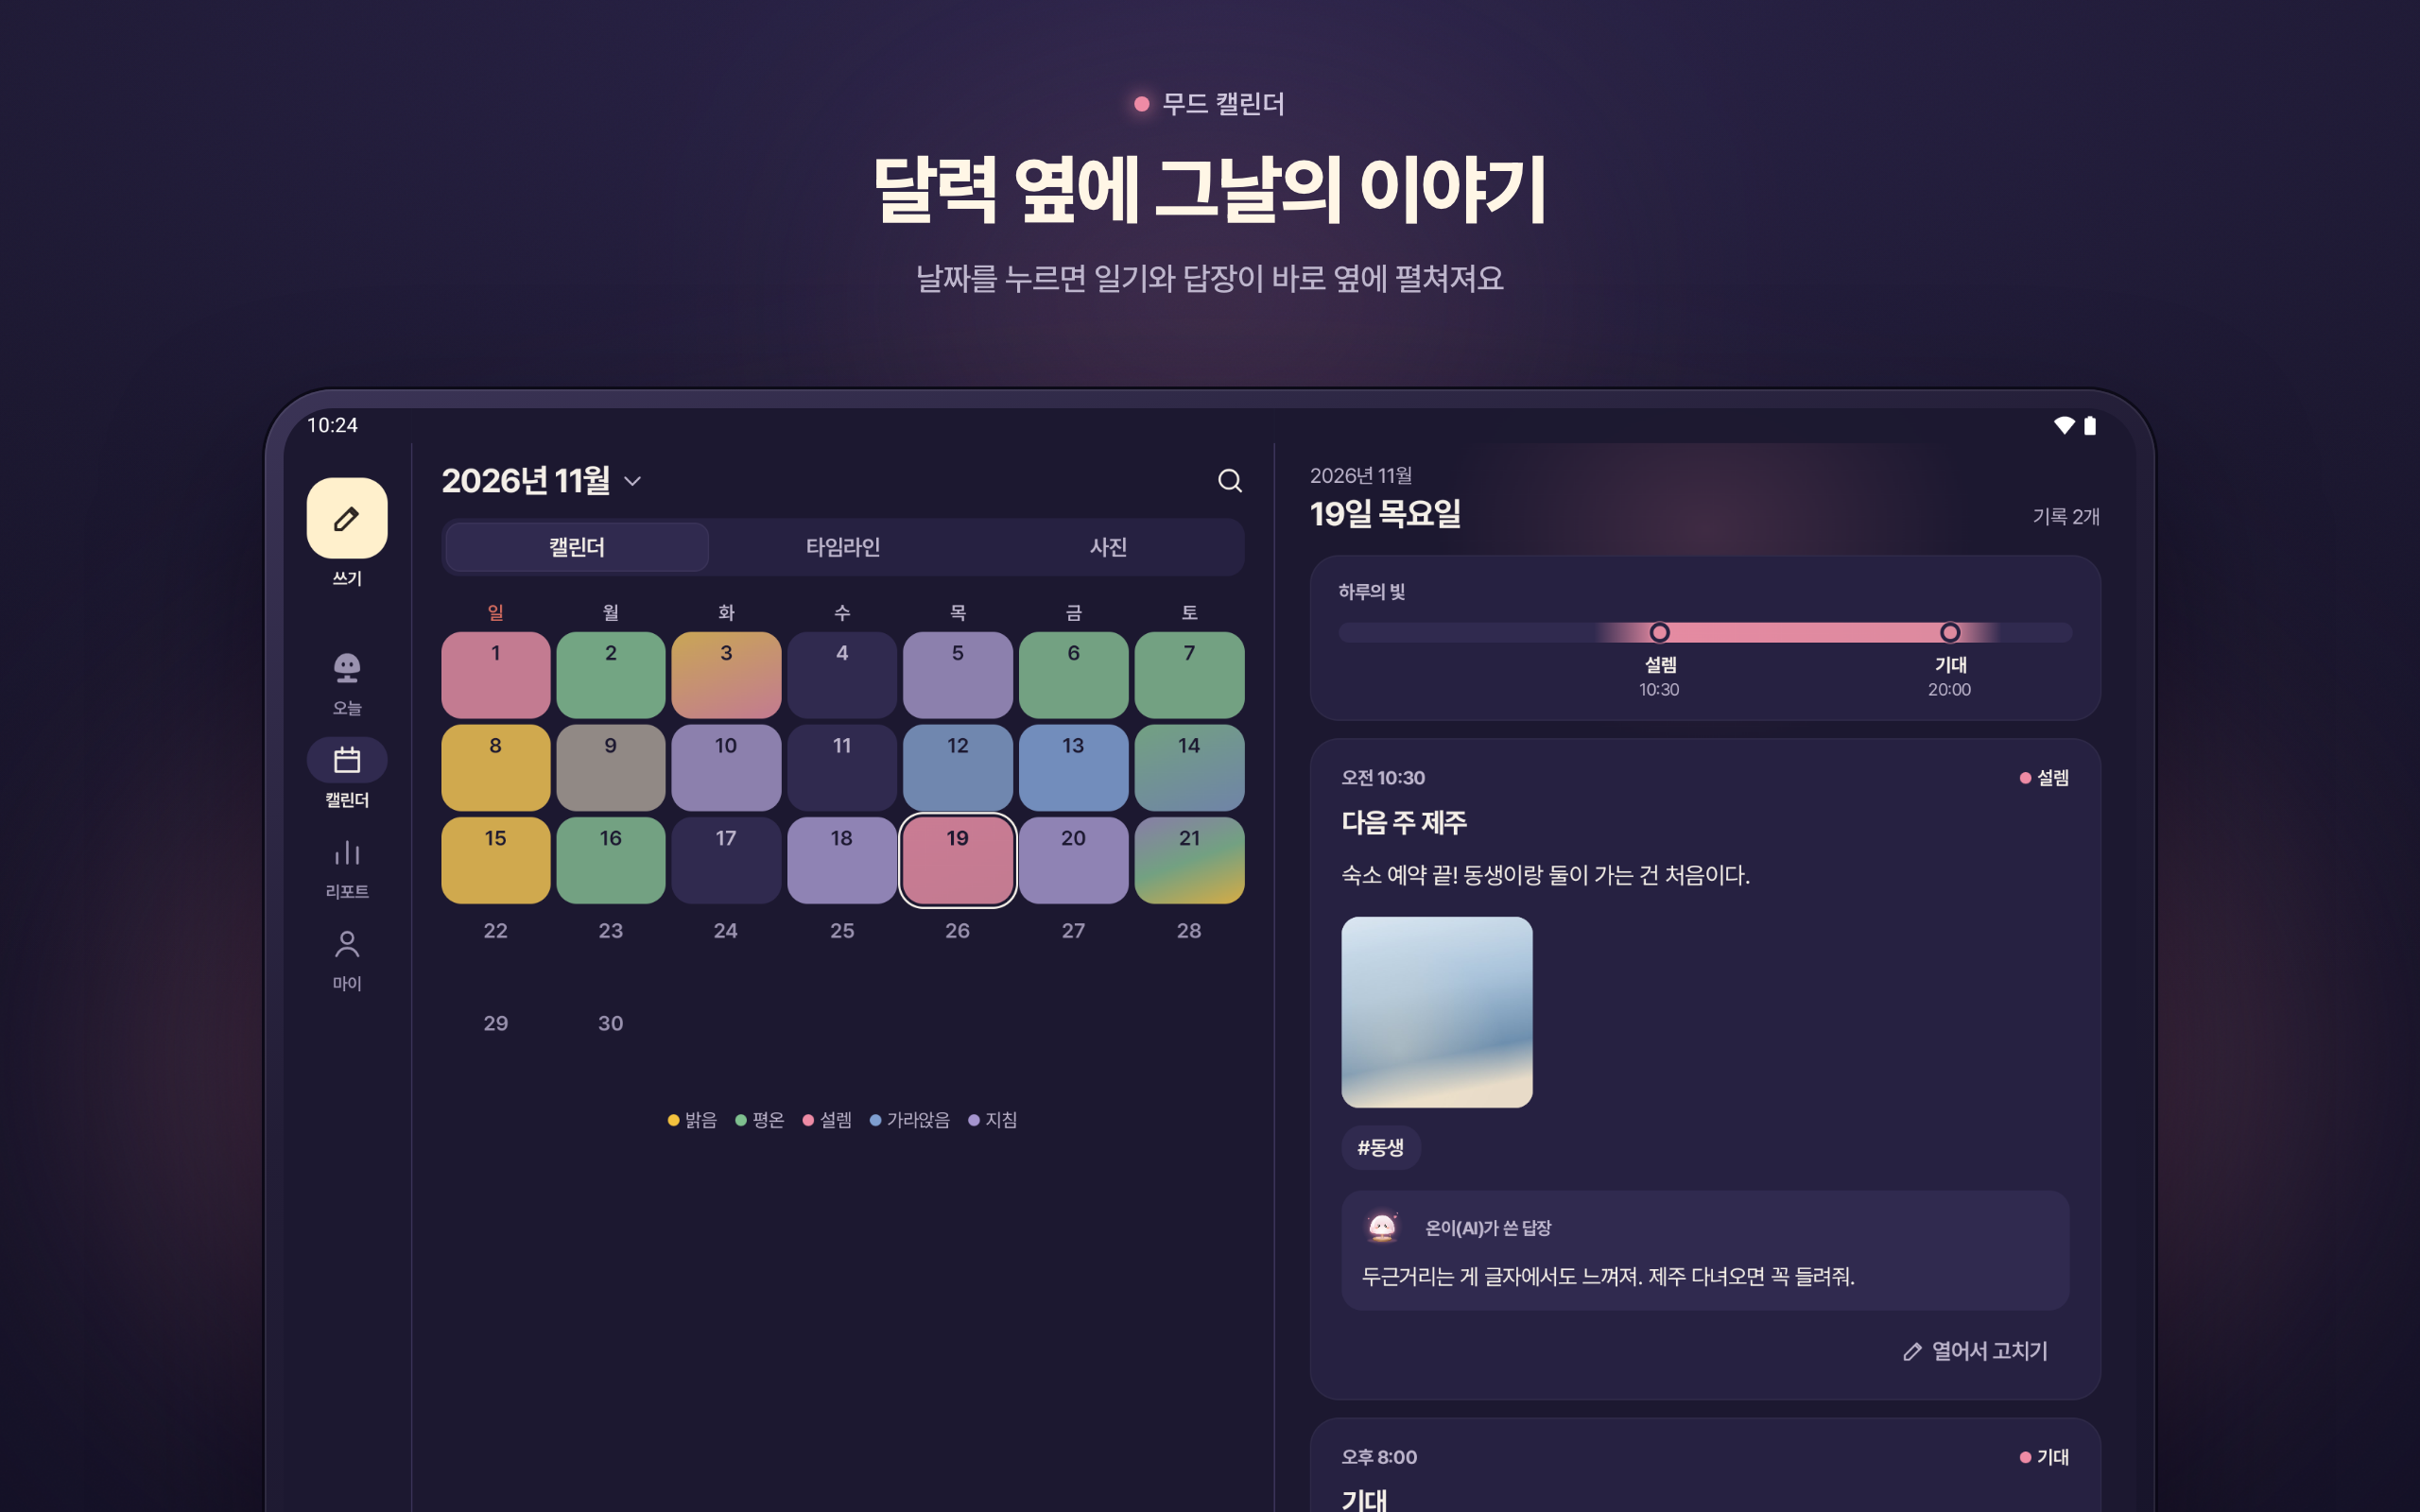 무드 캘린더
달력 옆에 그날의 이야기
날짜를 누르면 일기와 답장이 바로 옆에 펼쳐져요
10:24
쓰기
오늘
캘린더
리포트
마이
2026년 11월
캘린더 타임라인 사진
일 월 화 수 목 금 토
1 2 3 4 5 6 7
8 9 10 11 12 13 14
15 16 17 18 19 20 21
22 23 24 25 26 27 28
29 30
밝음 평온 설렘 가라앉음 지침
2026년 11월
19일 목요일
기록 2개
하루의 빛
설렘 기대
10:30 20:00
오전 10:30 설렘
다음 주 제주
숙소 예약 끝! 동생이랑 둘이 가는 건 처음이다.
#동생
온이(AI)가 쓴 답장
두근거리는 게 글자에서도 느껴져. 제주 다녀오면 꼭 들려줘.
열어서 고치기
오후 8:00 기대
기대